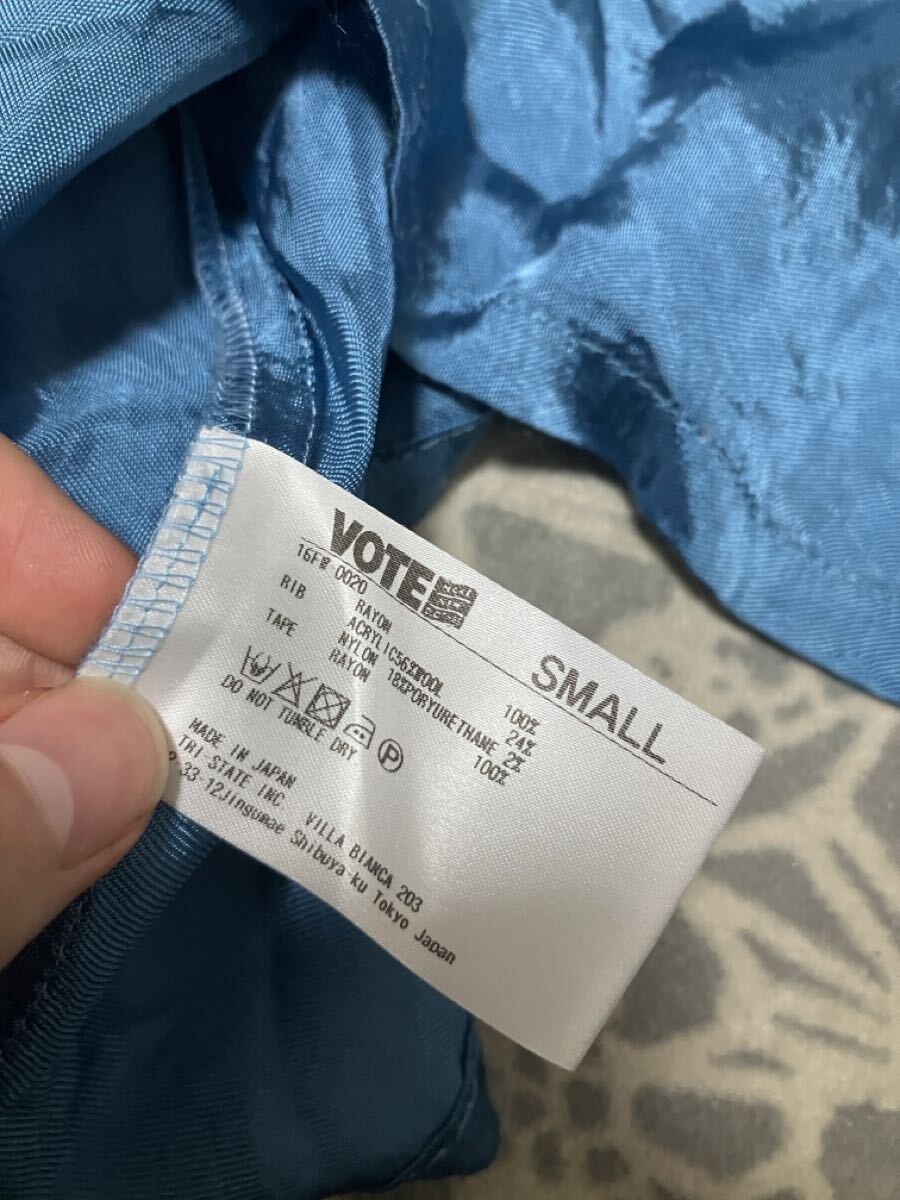 VOTE
SMALL
16FW 0020
RAYON 100%
RIB ACRYLIC56%WOOL 24%
NYLON 18%PORYURETHANE 2%
TAPE RAYON 100%
P
DO NOT TUMBLE DRY
MADE IN JAPAN
TRI STATE INC.
33-12Jingumae Shibuya-ku Tokyo Japan
VILLA BIANCA 203